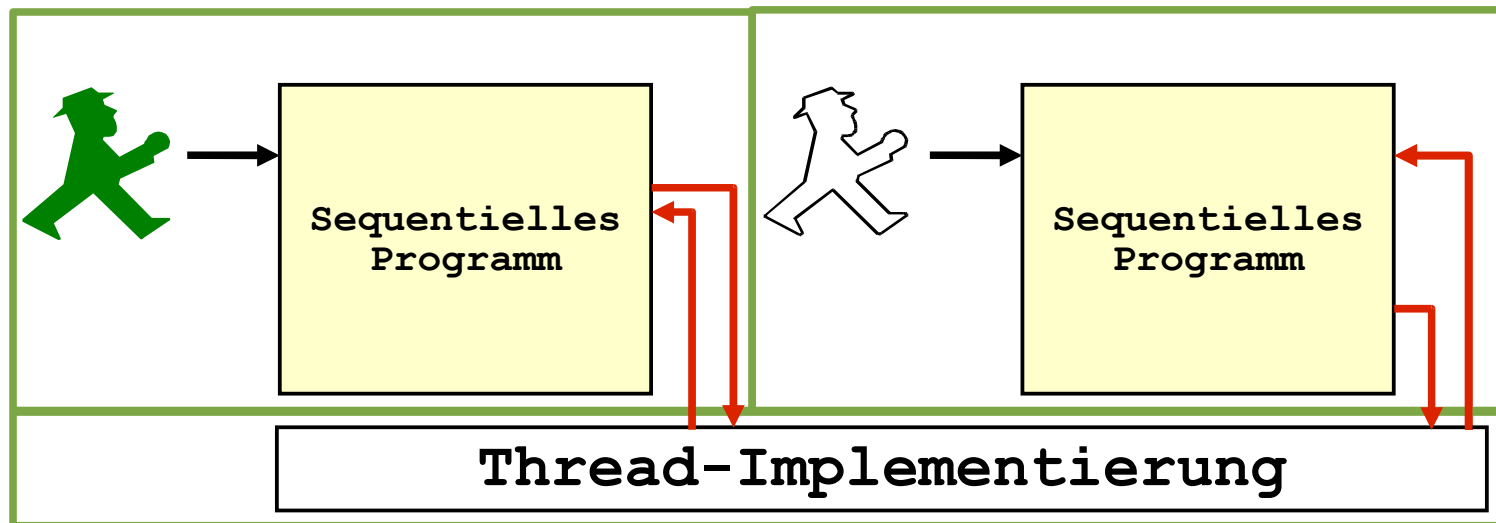 Sequentielles
Programm
Sequentielles
Programm
Thread-Implementierung